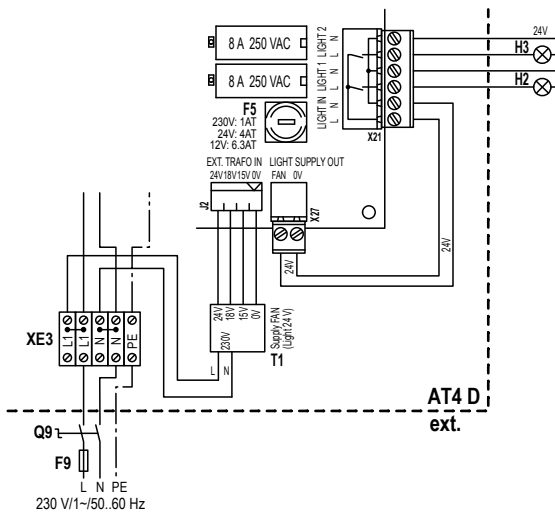 8 A 250 VAC
8 A 250 VAC
F5
230V: 1AT
24V: 4AT
12V: 6.3AT
LIGHT 2
LIGHT 1
LIGHT IN
N
L
N
L
N
L
X21
24V
H3
H2
EXT. TRAFO IN
24V 18V 15V 0V
J2
LIGHT SUPPLY OUT
FAN 0V
X27
24V
24V
24V
18V
15V
0V
230V
Supply FAN
(Light 24 V)
T1
L N
XE3
L1
L1
N
N
PE
AT4 D
ext.
Q9
F9
L N PE
230 V/1~/50..60 Hz